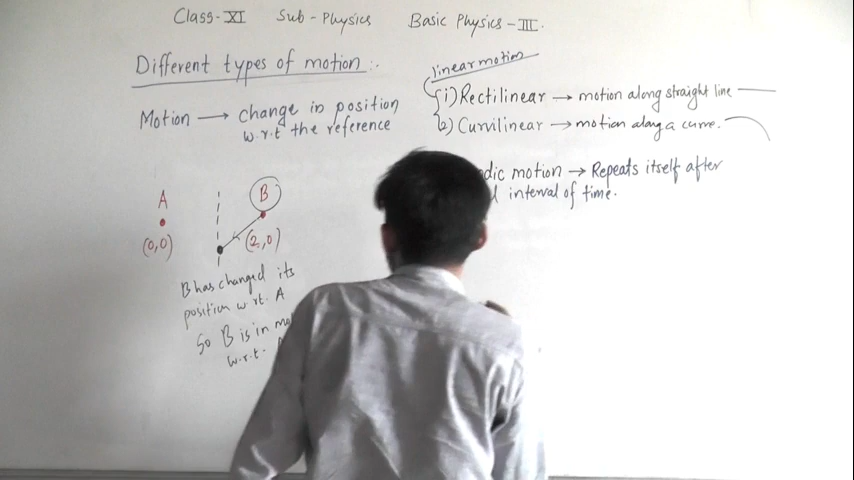 Class-XI Sub-Physics Basic Physics-III.
Different types of motion:.
Motion → change in position
w.r.t the reference
A
(0,0)
B
(2,0)
B has changed its
position w.r.t. A
So B is in
w.r.t.
linear motion
1) Rectilinear → motion along straight line
2) Curvilinear → motion along a curve.
motion → Repeats itself after
interval of time.